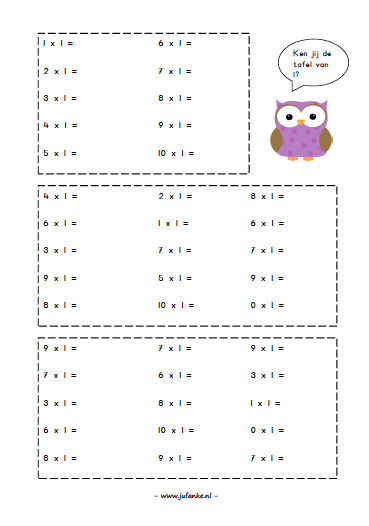 1 x 1 = 6 x 1 =
2 x 1 = 7 x 1 =
3 x 1 = 8 x 1 =
4 x 1 = 9 x 1 =
5 x 1 = 10 x 1 =
Ken jij de
tafel van
1?
4 x 1 = 2 x 1 = 8 x 1 =
6 x 1 = 1 x 1 = 6 x 1 =
3 x 1 = 7 x 1 = 7 x 1 =
9 x 1 = 5 x 1 = 9 x 1 =
8 x 1 = 10 x 1 = 0 x 1 =
9 x 1 = 7 x 1 = 9 x 1 =
7 x 1 = 6 x 1 = 3 x 1 =
3 x 1 = 8 x 1 = 1 x 1 =
6 x 1 = 10 x 1 = 0 x 1 =
8 x 1 = 9 x 1 = 7 x 1 =
- www.jufanke.nl -